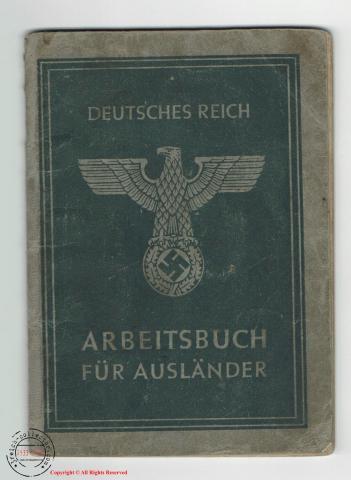 DEUTSCHES REICH
ARBEITSBUCH
FÜR AUSLÄNDER
Copyright © All Rights Reserved